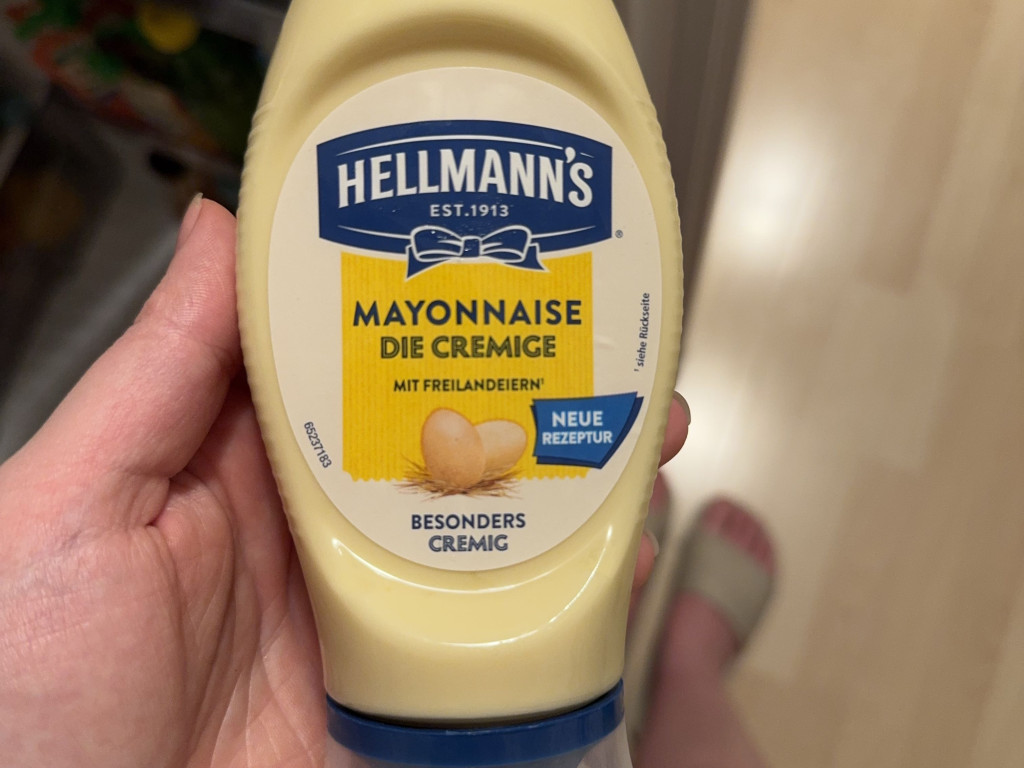 HELLMANN'S
EST.1913
®
MAYONNAISE
DIE CREMIGE
MIT FREILANDEIERN¹
NEUE
REZEPTUR
¹ siehe Rückseite
65237183
BESONDERS
CREMIG